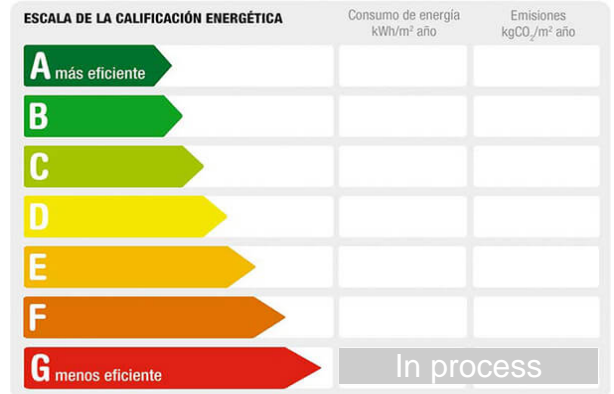 ESCALA DE LA CALIFICACIÓN ENERGÉTICA
Consumo de energía
kWh/m² año
Emisiones
kgCO₂/m² año
A más eficiente
B
C
D
E
F
G menos eficiente
In process